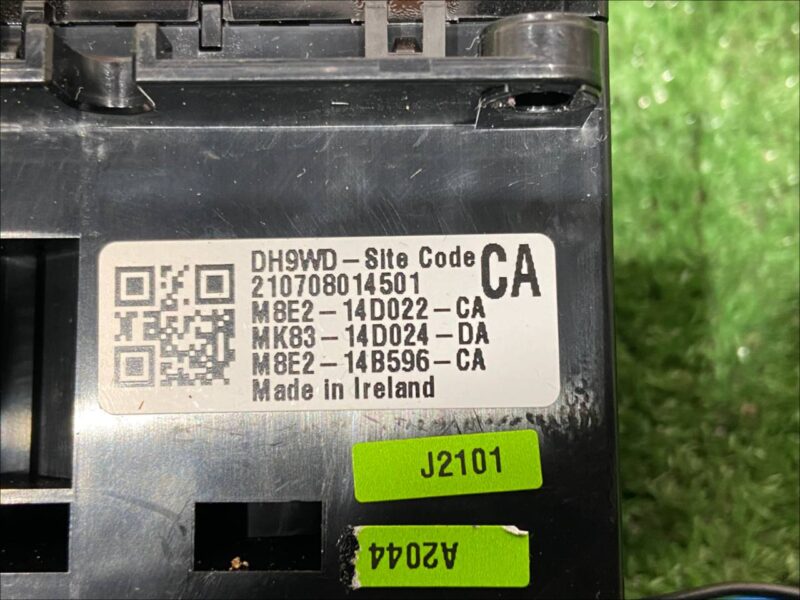 DH9WD-Site Code CA
210708014501
M8E2-14D022-CA
MK83-14D024-DA
M8E2-14B596-CA
Made in Ireland
J2101
A2044